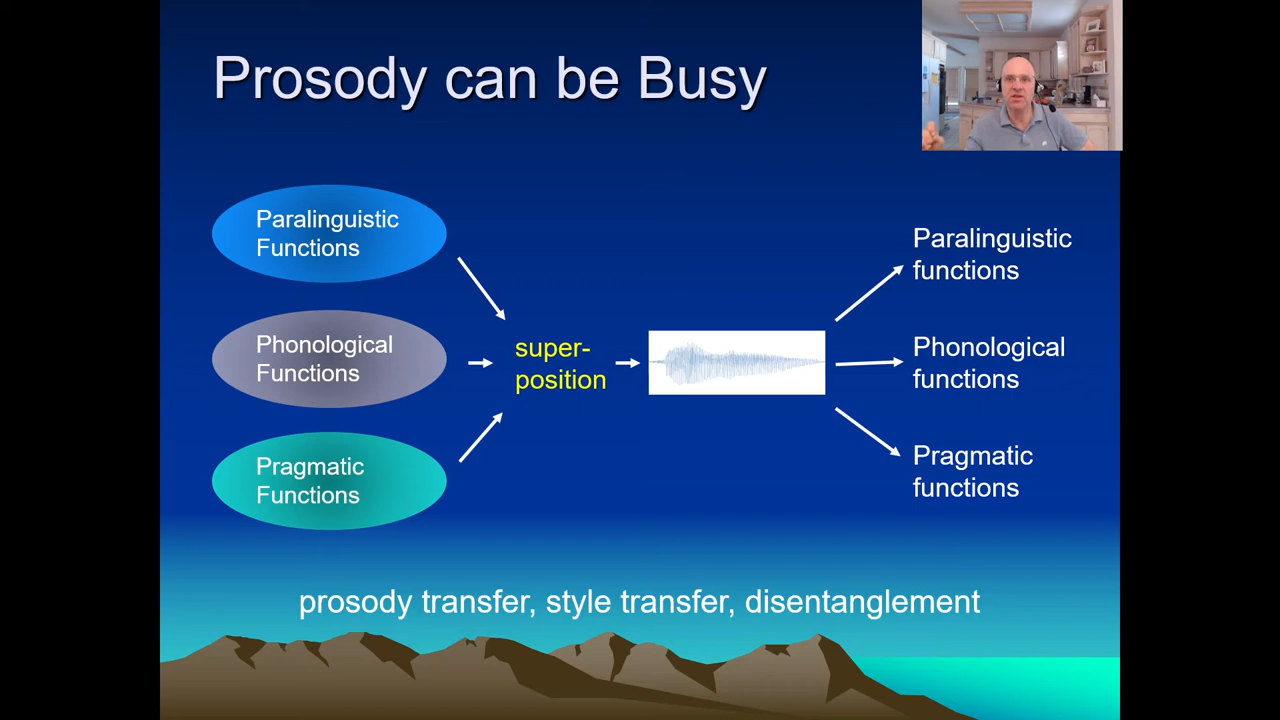 Prosody can be Busy
Paralinguistic
Functions
Phonological
Functions
Pragmatic
Functions
super-
position
Paralinguistic
functions
Phonological
functions
Pragmatic
functions
prosody transfer, style transfer, disentanglement